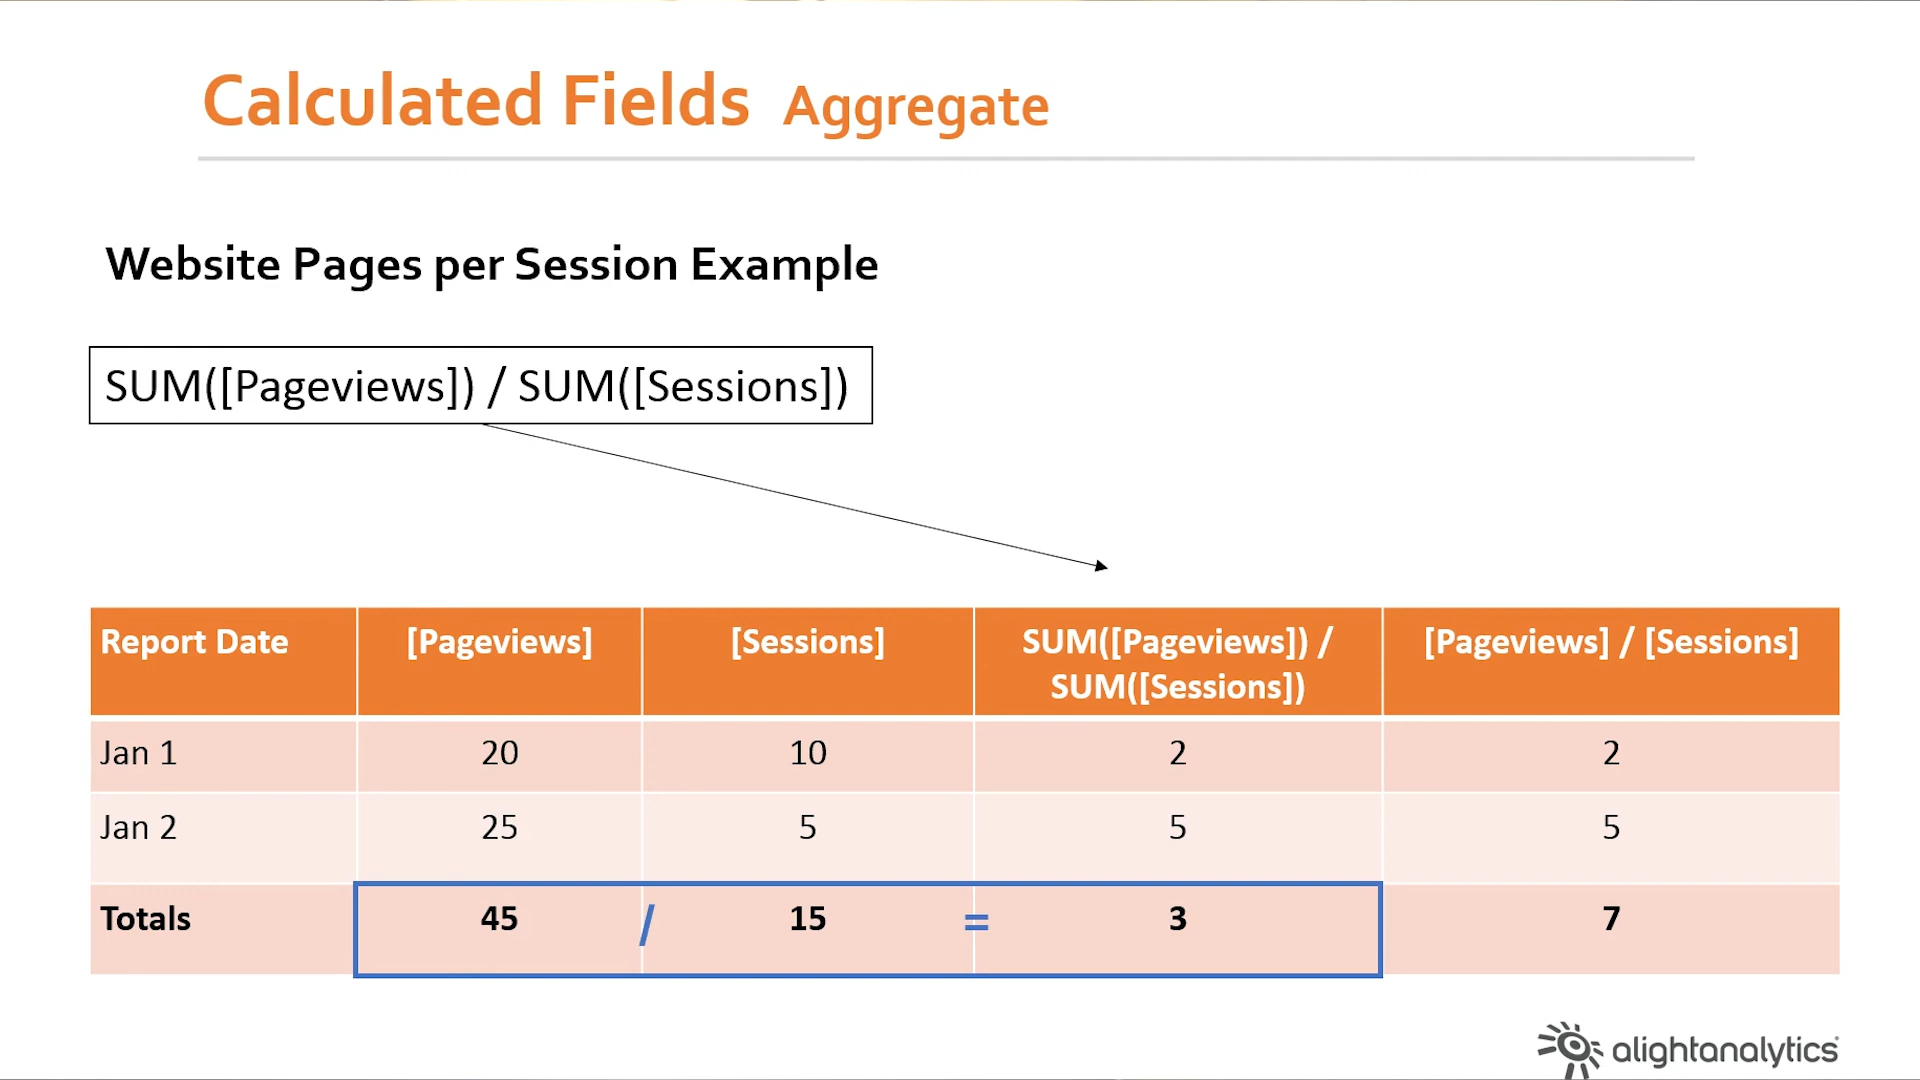 Calculated Fields Aggregate
Website Pages per Session Example
SUM([Pageviews]) / SUM([Sessions])
Report Date [Pageviews] [Sessions] SUM([Pageviews]) / SUM([Sessions]) [Pageviews] / [Sessions]
Jan 1 20 10 2 2
Jan 2 25 5 5 5
Totals 45 / 15 = 3 7
alightanalytics